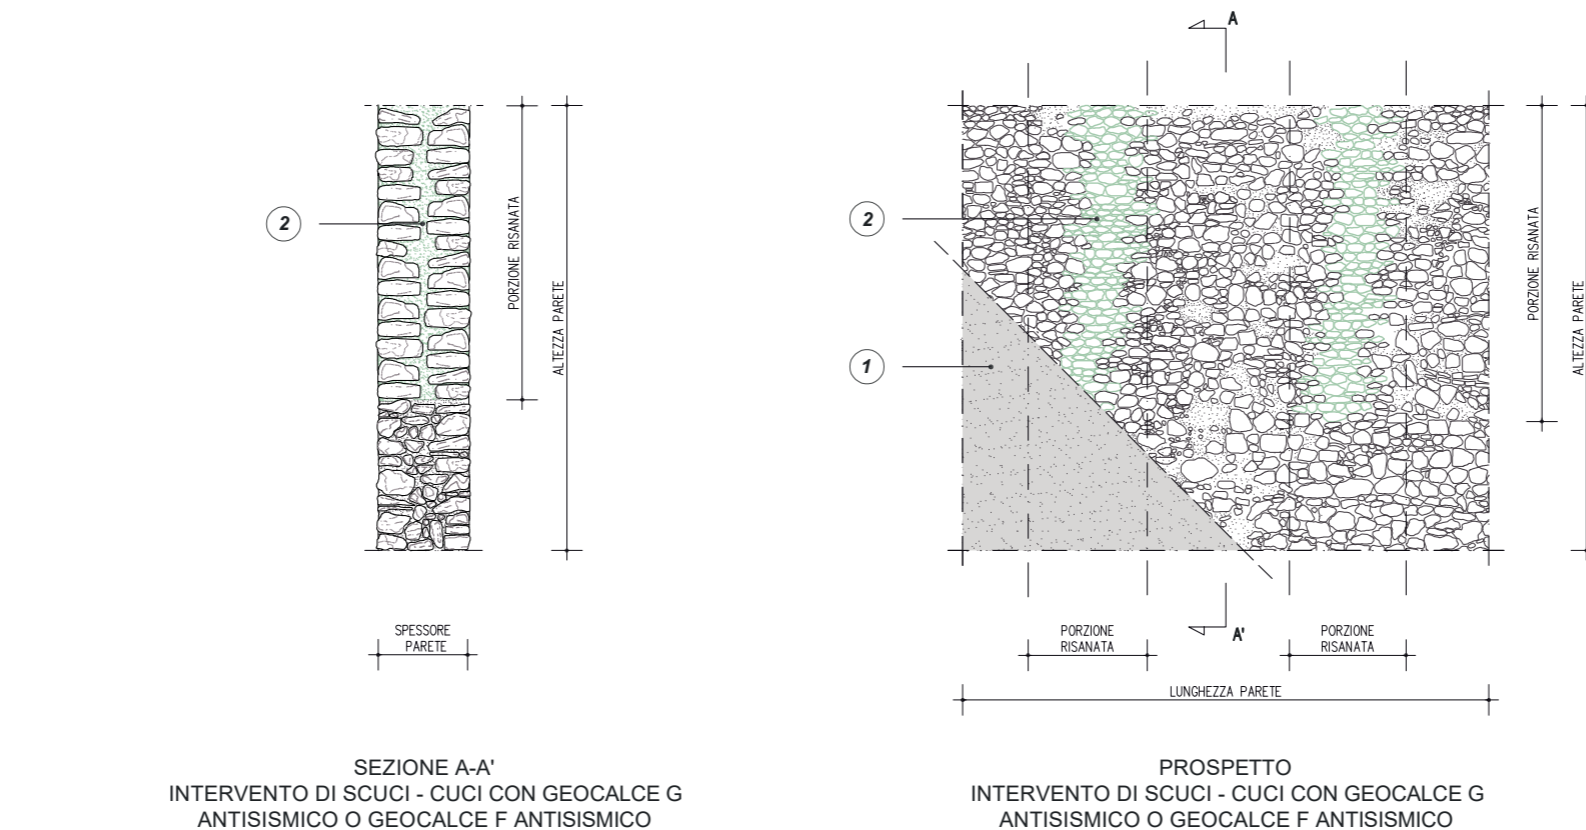 2
PORZIONE RISANATA
ALTEZZA PARETE
SPESSORE
PARETE
SEZIONE A-A'
INTERVENTO DI SCUCI - CUCI CON GEOCALCE G
ANTISISMICO O GEOCALCE F ANTISISMICO
A
2
1
PORZIONE RISANATA
ALTEZZA PARETE
A'
PORZIONE
RISANATA
PORZIONE
RISANATA
LUNGHEZZA PARETE
PROSPETTO
INTERVENTO DI SCUCI - CUCI CON GEOCALCE G
ANTISISMICO O GEOCALCE F ANTISISMICO